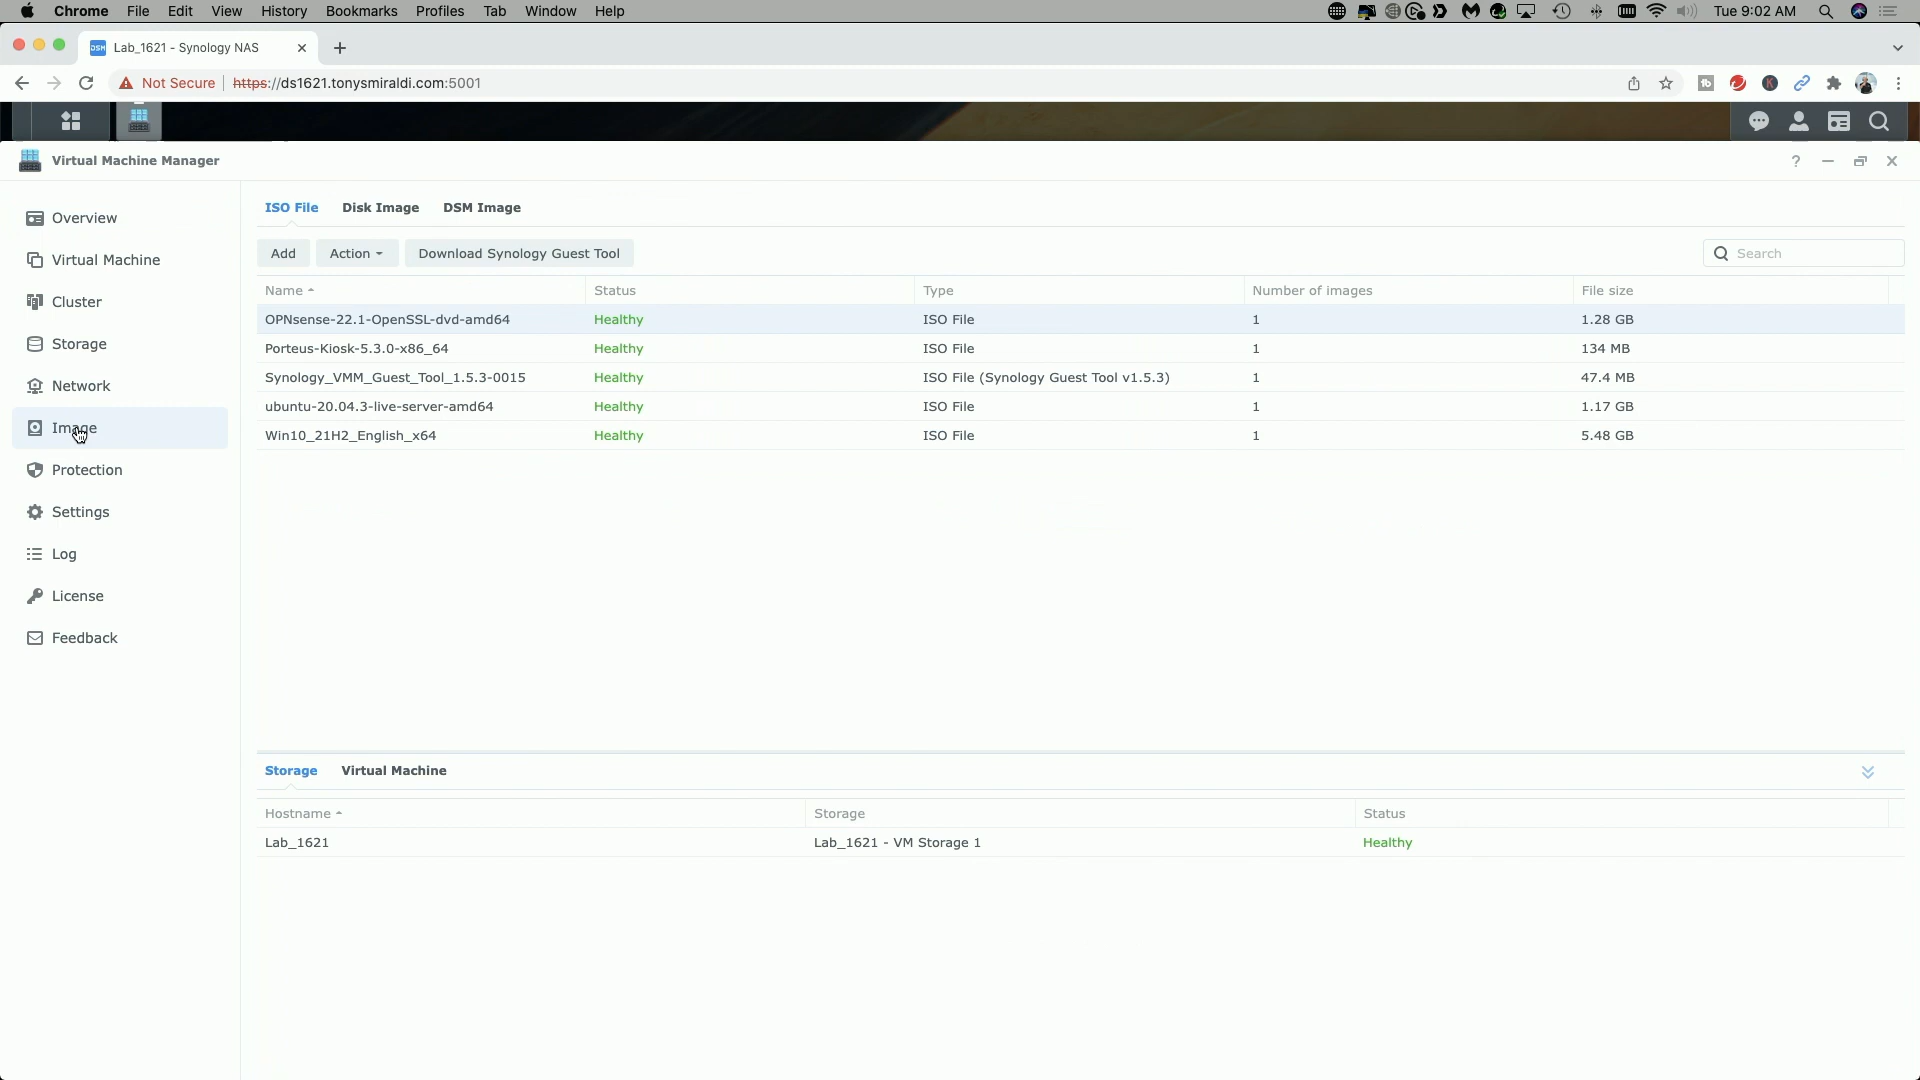 Chrome File Edit View History Bookmarks Profiles Tab Window Help Tue 9:02 AM
DSM Lab_1621 - Synology NAS
Not Secure https://ds1621.tonysmiraldi.com:5001
Virtual Machine Manager
Overview
Virtual Machine
Cluster
Storage
Network
Image
Protection
Settings
Log
License
Feedback
ISO File Disk Image DSM Image
Add Action Download Synology Guest Tool Search
Name Status Type Number of images File size
OPNsense-22.1-OpenSSL-dvd-amd64 Healthy ISO File 1 1.28 GB
Porteus-Kiosk-5.3.0-x86_64 Healthy ISO File 1 134 MB
Synology_VMM_Guest_Tool_1.5.3-0015 Healthy ISO File (Synology Guest Tool v1.5.3) 1 47.4 MB
ubuntu-20.04.3-live-server-amd64 Healthy ISO File 1 1.17 GB
Win10_21H2_English_x64 Healthy ISO File 1 5.48 GB
Storage Virtual Machine
Hostname Storage Status
Lab_1621 Lab_1621 - VM Storage 1 Healthy